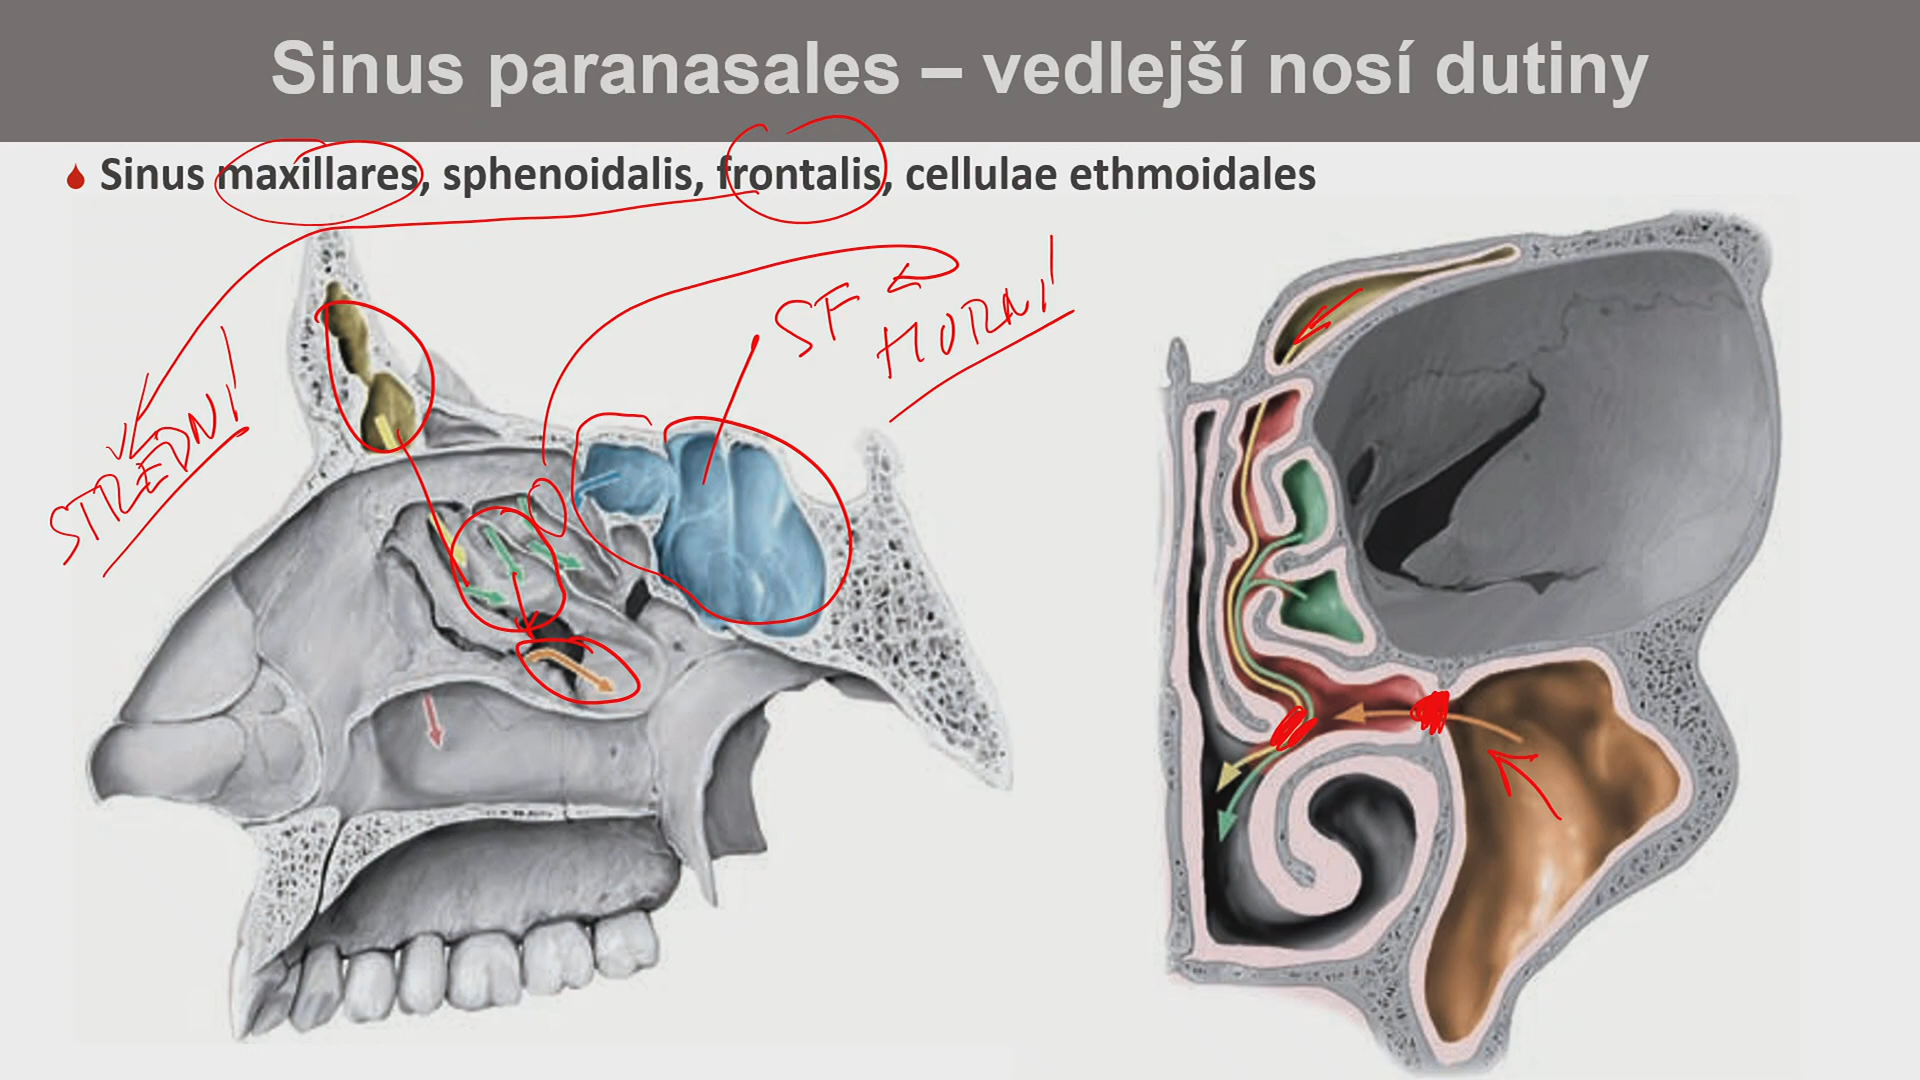 Sinus paranasales – vedlejší nosí dutiny
Sinus maxillares, sphenoidalis, frontalis, cellulae ethmoidales
SF
HORNÍ
STŘEDNÍ